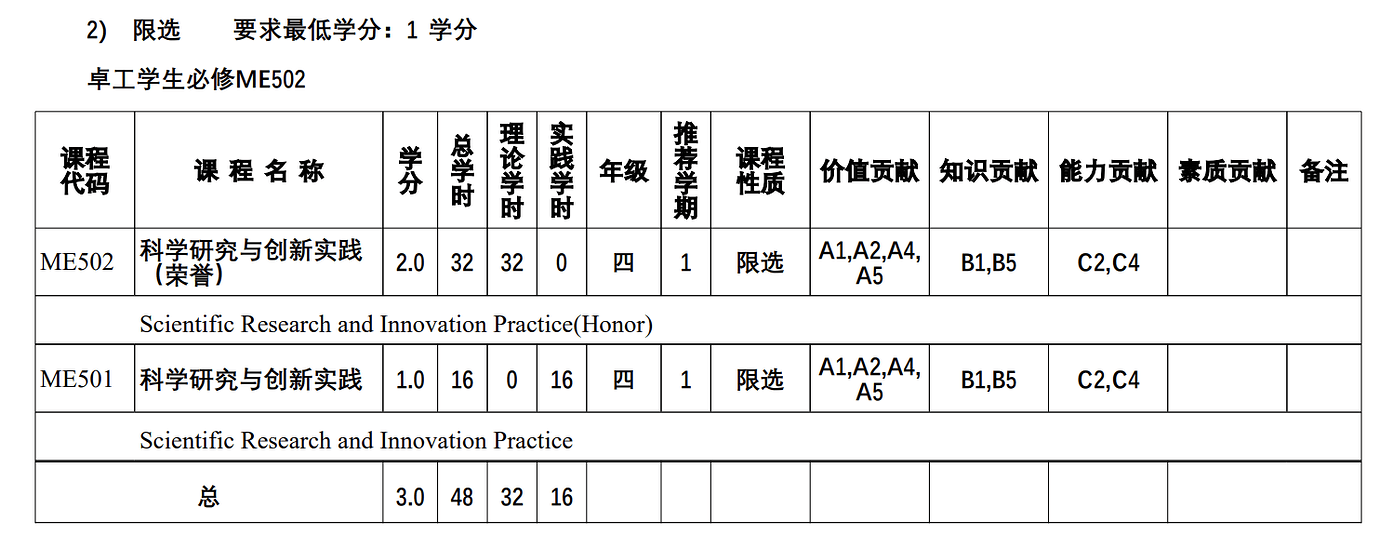 2) 限选 要求最低学分：1 学分
卓工学生必修ME502
课程代码 课 程 名 称 学分 总学时 理论学时 实践学时 年级 推荐学期 课程性质 价值贡献 知识贡献 能力贡献 素质贡献 备注
ME502 科学研究与创新实践（荣誉） 2.0 32 32 0 四 1 限选 A1,A2,A4,A5 B1,B5 C2,C4
Scientific Research and Innovation Practice(Honor)
ME501 科学研究与创新实践 1.0 16 0 16 四 1 限选 A1,A2,A4,A5 B1,B5 C2,C4
Scientific Research and Innovation Practice
总 3.0 48 32 16